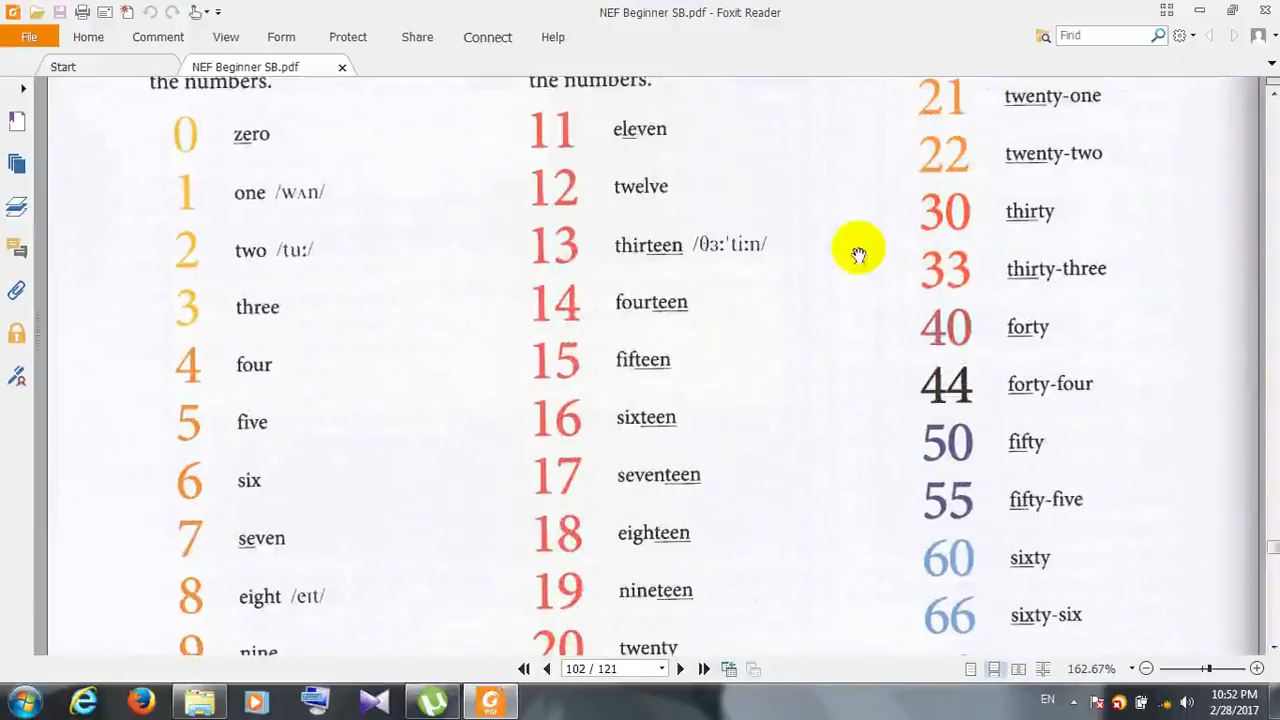 NEF Beginner SB.pdf - Foxit Reader
File Home Comment View Form Protect Share Connect Help
Find
Start
NEF Beginner SB.pdf
the numbers.
0 zero
1 one /wʌn/
2 two /tuː/
3 three
4 four
5 five
6 six
7 seven
8 eight /eɪt/
9 nine
the numbers.
11 eleven
12 twelve
13 thirteen /θɜːˈtiːn/
14 fourteen
15 fifteen
16 sixteen
17 seventeen
18 eighteen
19 nineteen
20 twenty
21 twenty-one
22 twenty-two
30 thirty
33 thirty-three
40 forty
44 forty-four
50 fifty
55 fifty-five
60 sixty
66 sixty-six
102 / 121
162.67%
PDF
EN
10:52 PM
2/28/2017